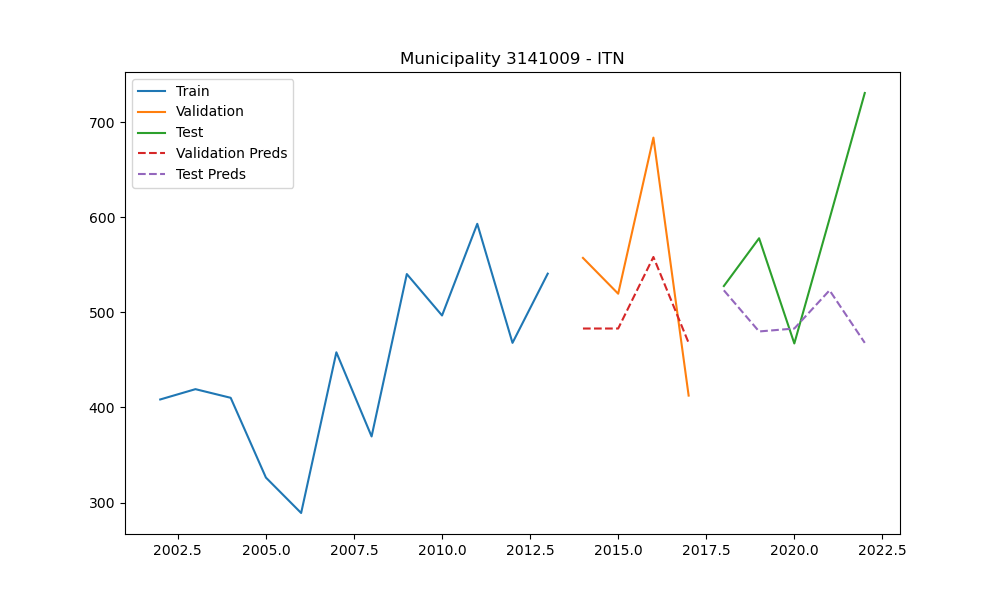 Municipality 3141009 - ITN
Train
Validation
Test
Validation Preds
Test Preds
700
600
500
400
300
2002.5 2005.0 2007.5 2010.0 2012.5 2015.0 2017.5 2020.0 2022.5